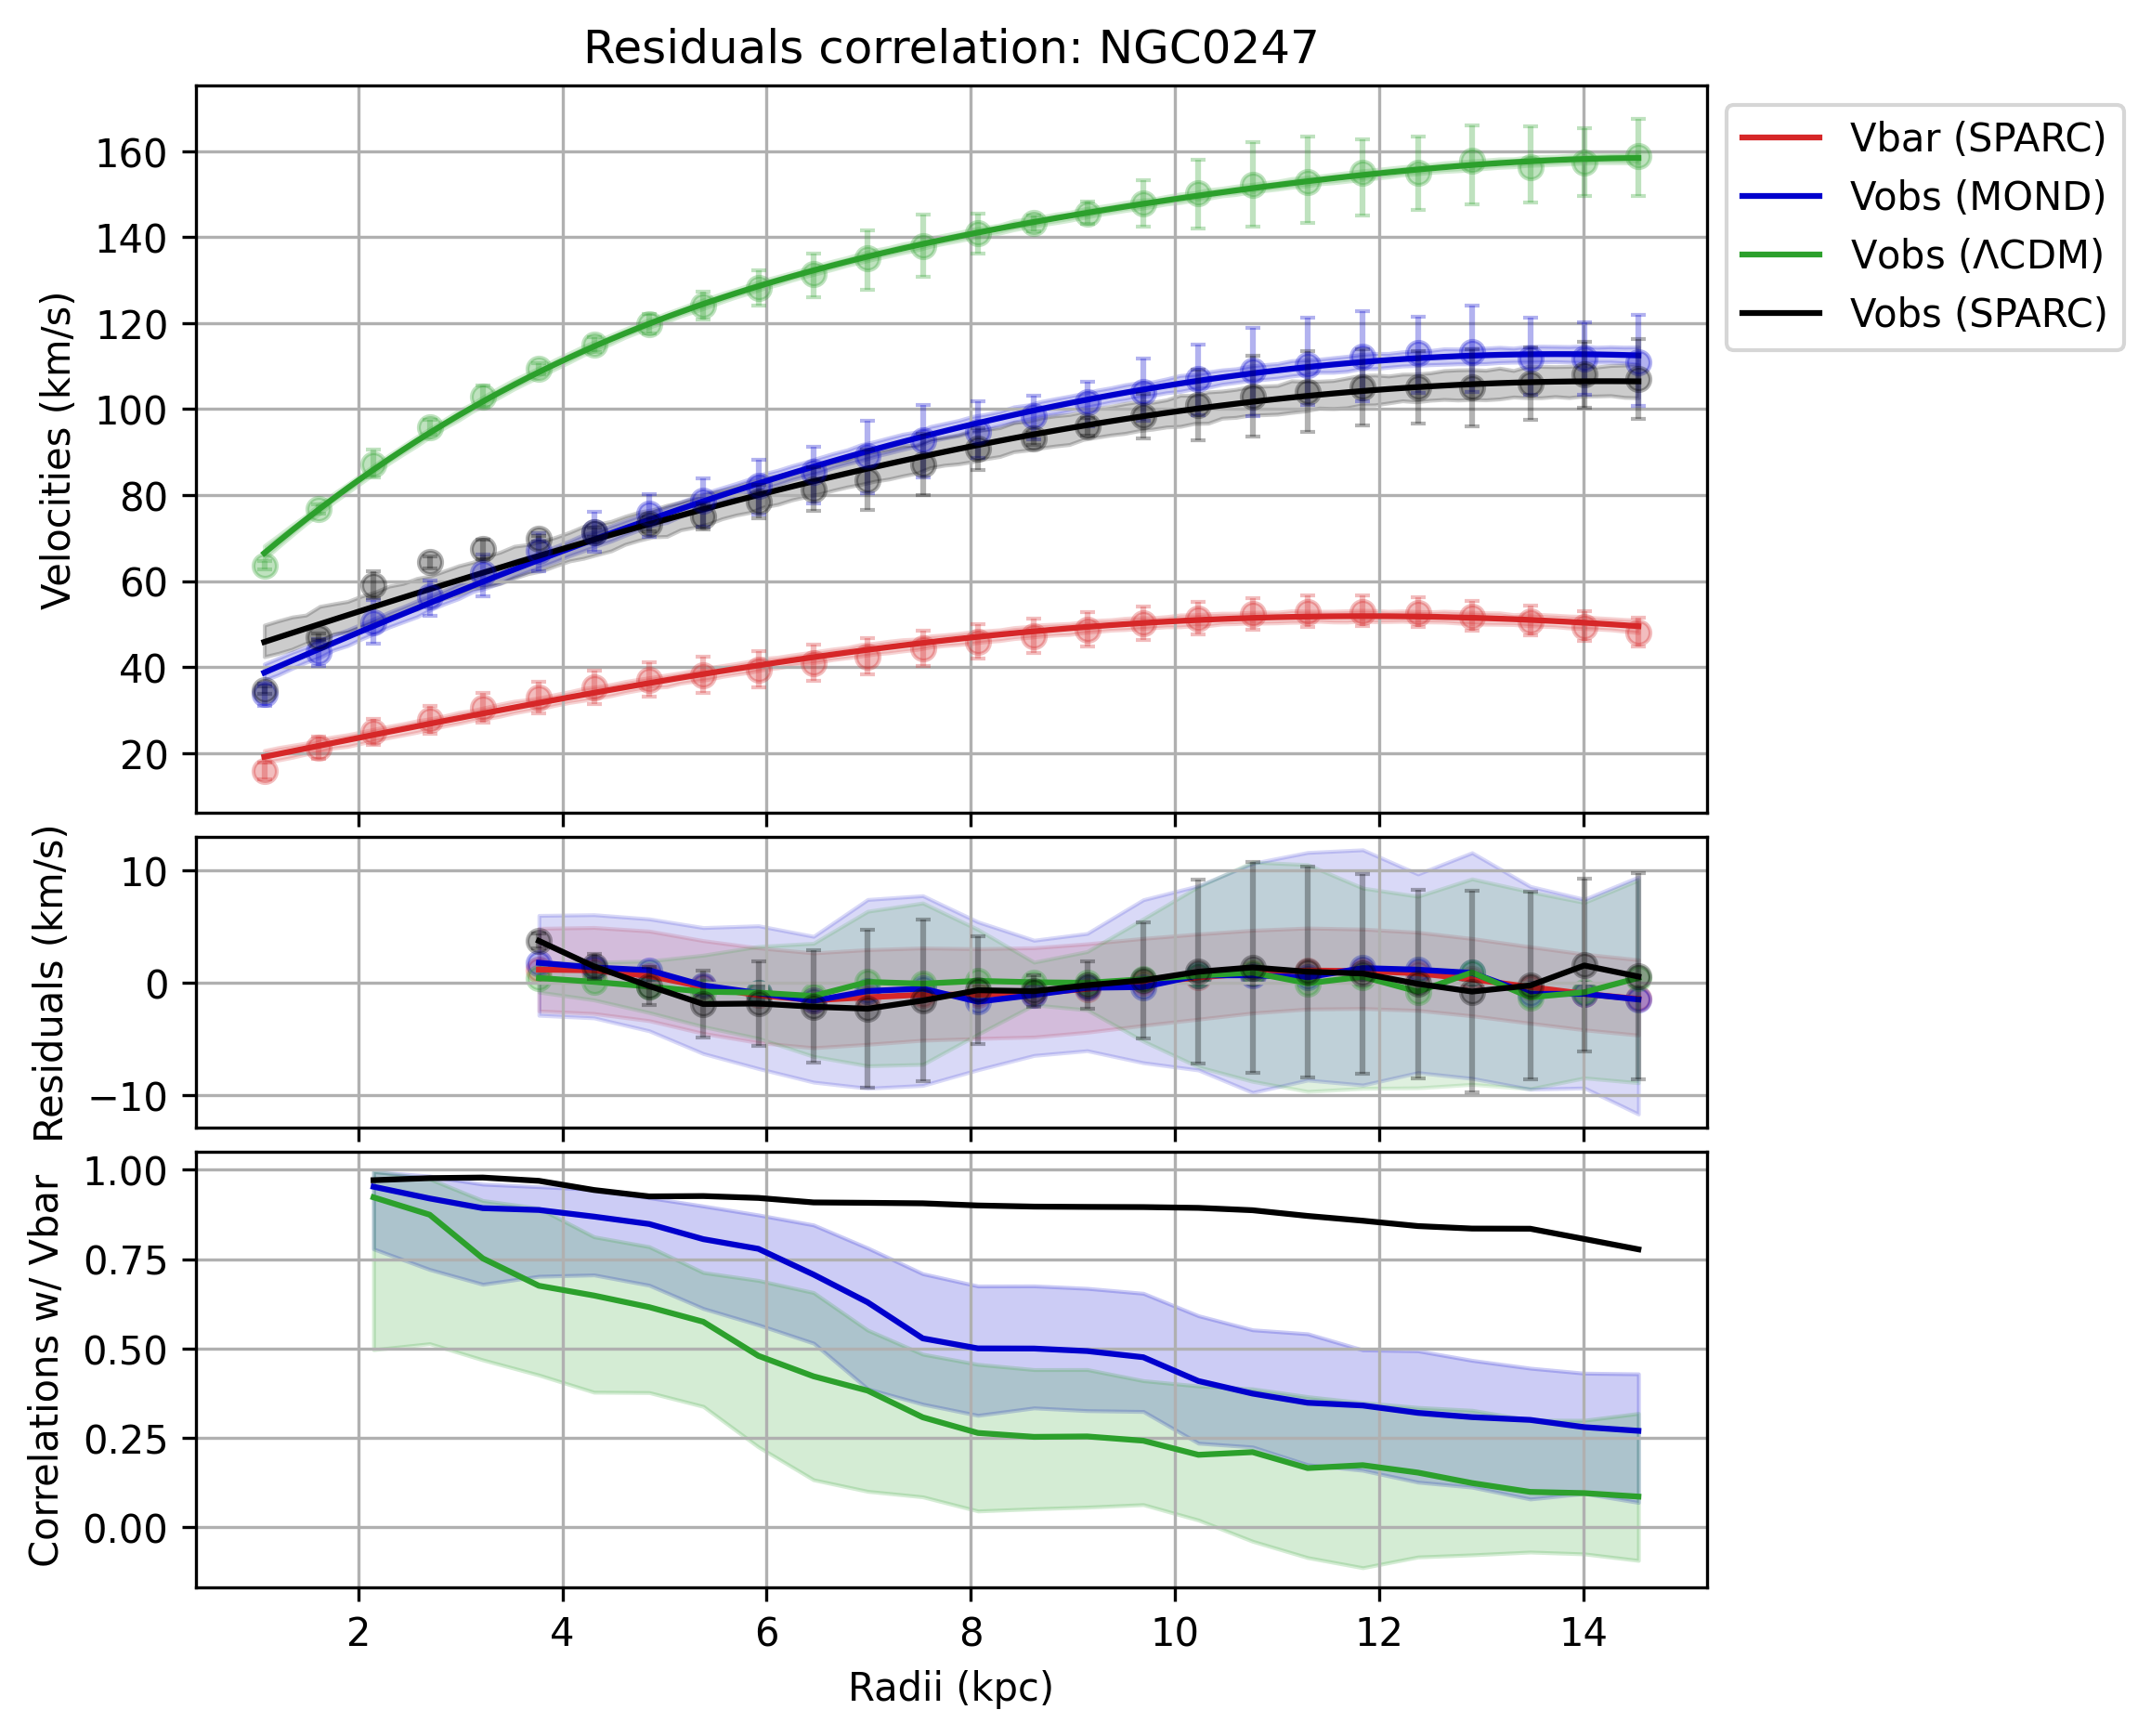 Residuals correlation: NGC0247
Velocities (km/s)
160
140
120
100
80
60
40
20
Vbar (SPARC)
Vobs (MOND)
Vobs (ΛCDM)
Vobs (SPARC)
Residuals (km/s)
10
0
−10
Correlations w/ Vbar
1.00
0.75
0.50
0.25
0.00
2 4 6 8 10 12 14
Radii (kpc)